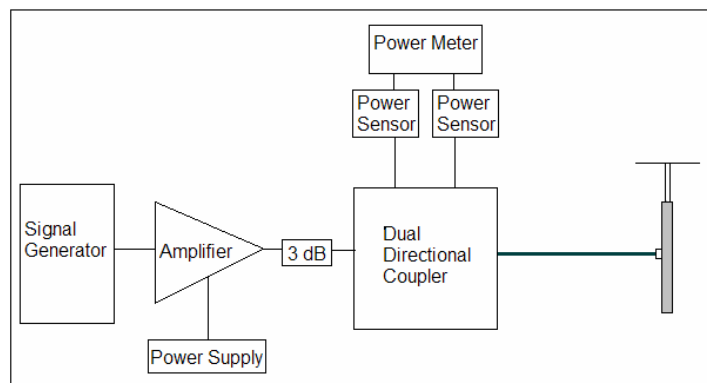 Power Meter
Power
Sensor
Power
Sensor
Signal
Generator
Amplifier
3 dB
Dual
Directional
Coupler
Power Supply